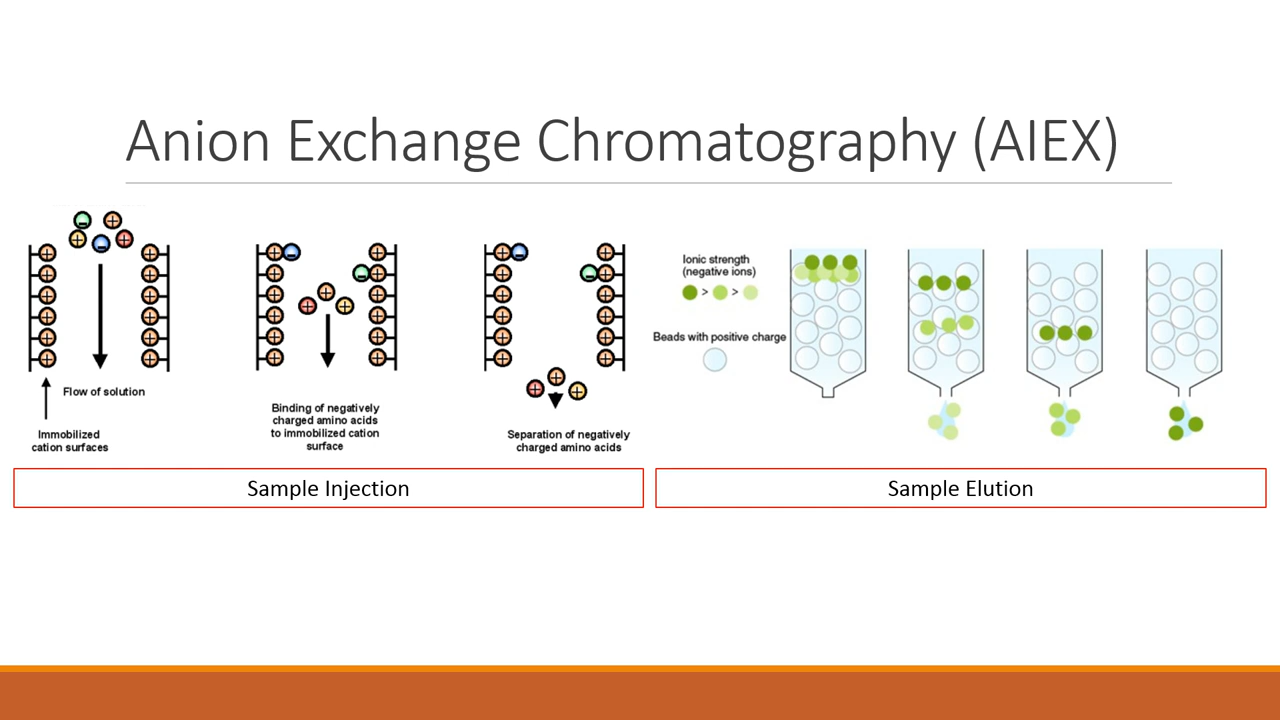 Anion Exchange Chromatography (AIEX)
Flow of solution
Immobilized
cation surfaces
Binding of negatively
charged amino acids
to immobilized cation
surface
Separation of negatively
charged amino acids
Sample Injection
Ionic strength
(negative ions)
> >
Beads with positive charge
Sample Elution